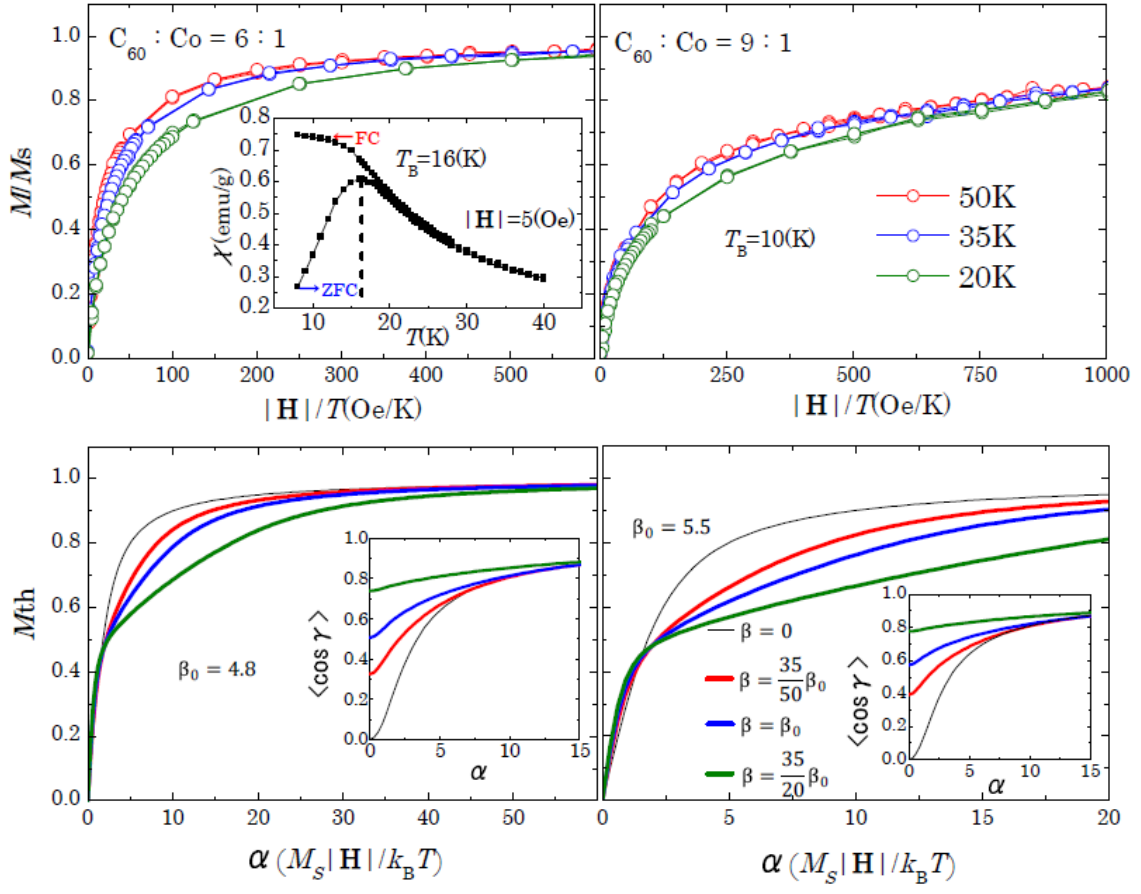 C60 : Co = 6 : 1
1.0
0.8
0.6
0.4
0.2
0.0
M/Ms
0 100 200 300 400 500
|H|/T(Oe/K)
0.8
0.7
0.6
0.5
0.4
0.3
0.2
χ(emu/g)
FC
TB=16(K)
|H|=5(Oe)
ZFC
10 20 30 40
T(K)
C60 : Co = 9 : 1
50K
35K
20K
TB=10(K)
0 250 500 750 1000
|H|/T(Oe/K)
1.0
0.8
0.6
0.4
0.2
0.0
Mth
β0 = 4.8
1.0
0.8
0.6
0.4
0.2
0.0
⟨cos γ⟩
0 5 10 15
α
0 10 20 30 40 50
α (MS|H|/kBT)
β0 = 5.5
β = 0
β = 35/50 β0
β = β0
β = 35/20 β0
1.0
0.8
0.6
0.4
0.2
0.0
⟨cos γ⟩
0 5 10 15
α
0 5 10 15 20
α (MS|H|/kBT)